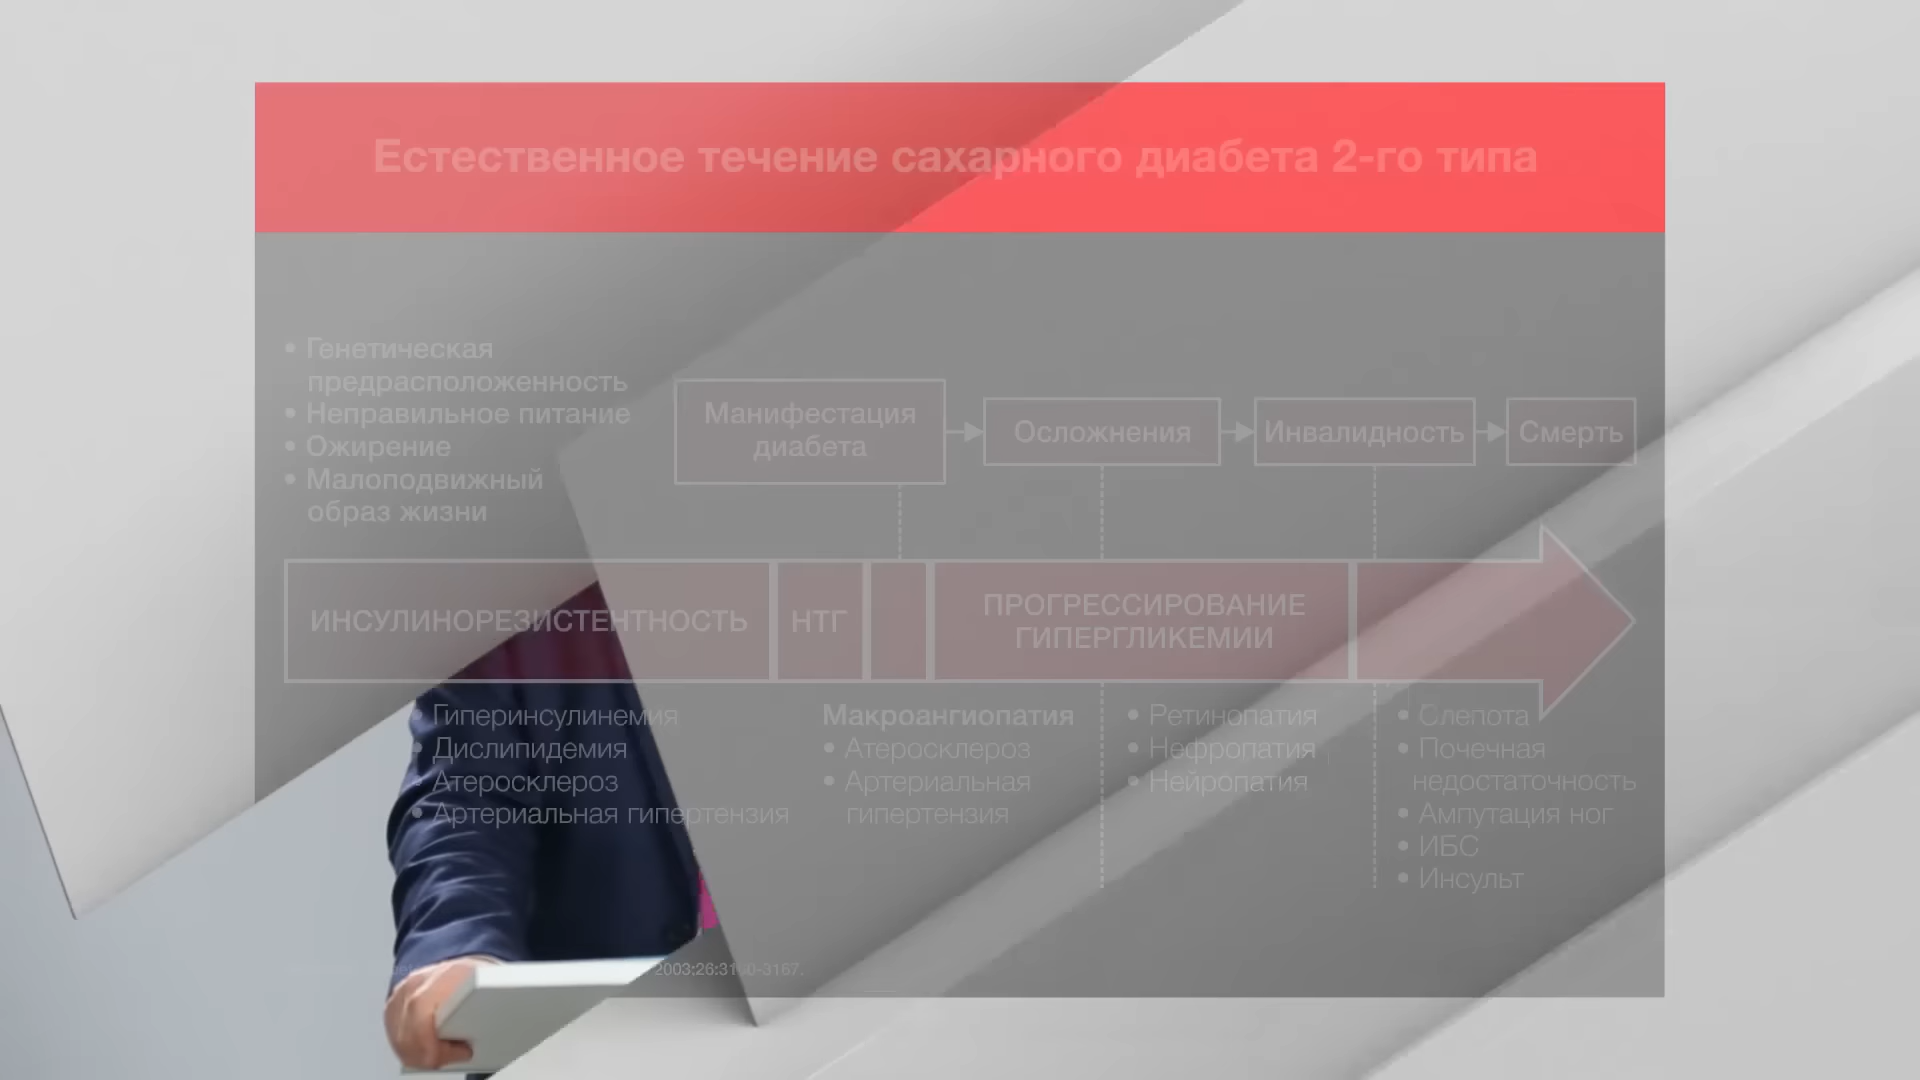 Естественное течение сахарного диабета 2-го типа
• Генетическая
предрасположенность
• Неправильное питание
• Ожирение
• Малоподвижный
образ жизни
Манифестация
диабета
Осложнения
Инвалидность
Смерть
ИНСУЛИНОРЕЗИСТЕНТНОСТЬ
НТГ
ПРОГРЕССИРОВАНИЕ
ГИПЕРГЛИКЕМИИ
• Гиперинсулинемия
• Дислипидемия
• Атеросклероз
• Артериальная гипертензия
Макроангиопатия
• Атеросклероз
• Артериальная
гипертензия
• Ретинопатия
• Нефропатия
• Нейропатия
• Слепота
• Почечная
недостаточность
• Ампутация ног
• ИБС
• Инсульт